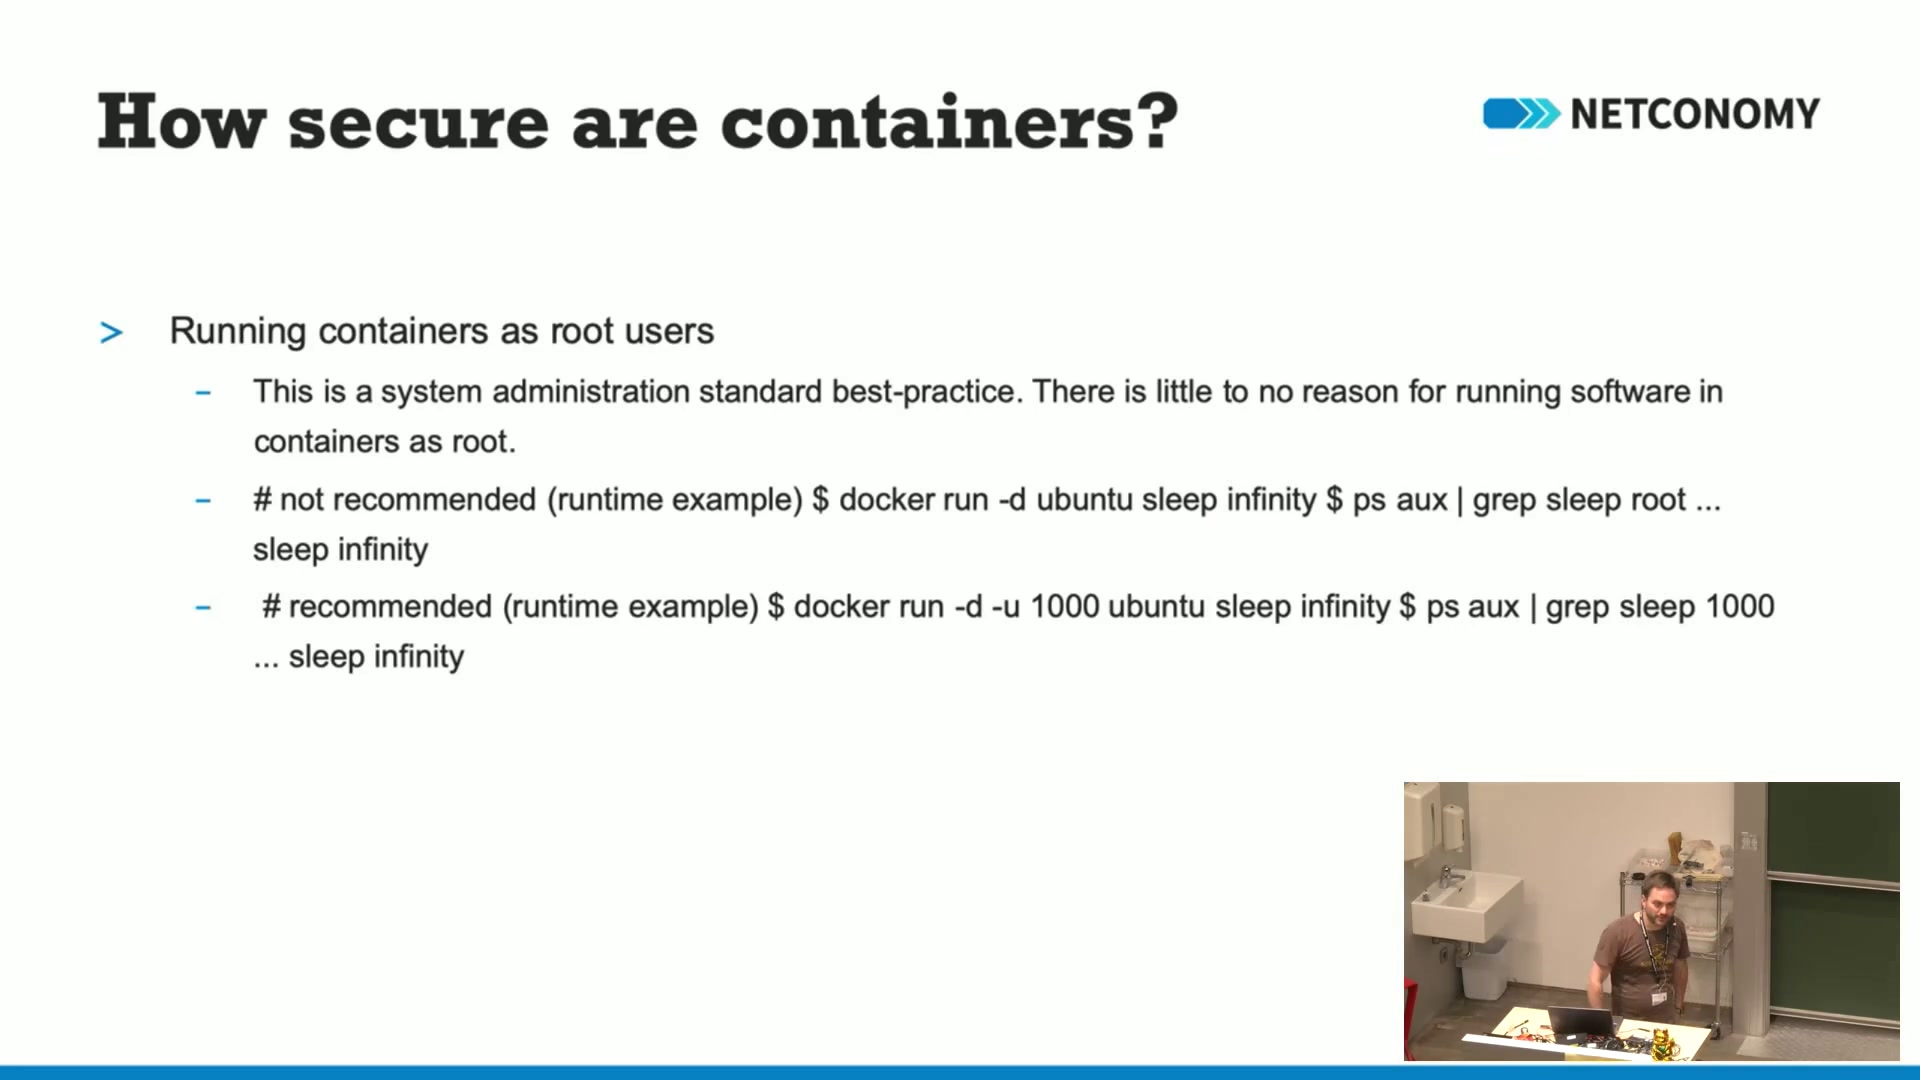 How secure are containers?
NETCONOMY
> Running containers as root users
– This is a system administration standard best-practice. There is little to no reason for running software in
containers as root.
– # not recommended (runtime example) $ docker run -d ubuntu sleep infinity $ ps aux | grep sleep root ...
sleep infinity
– # recommended (runtime example) $ docker run -d -u 1000 ubuntu sleep infinity $ ps aux | grep sleep 1000
... sleep infinity